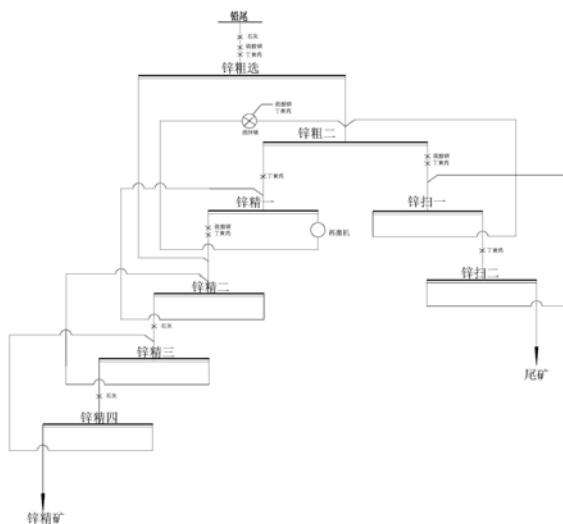 铅尾
石灰
硫酸铜
丁黄药
锌粗选
硫酸铜
丁黄药
搅拌桶
锌粗二
硫酸铜
丁黄药
丁黄药
锌精一
锌扫一
硫酸铜
丁黄药
再磨机
丁黄药
锌精二
锌扫二
石灰
锌精三
尾矿
石灰
锌精四
锌精矿